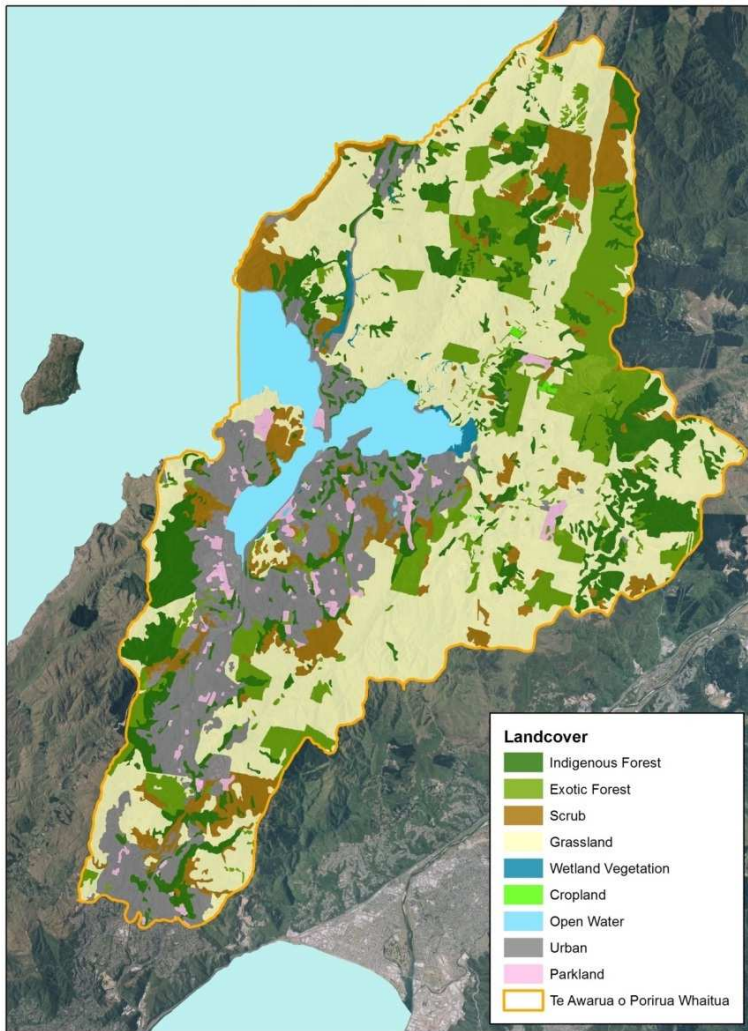 Landcover
Indigenous Forest
Exotic Forest
Scrub
Grassland
Wetland Vegetation
Cropland
Open Water
Urban
Parkland
Te Awarua o Porirua Whaitua